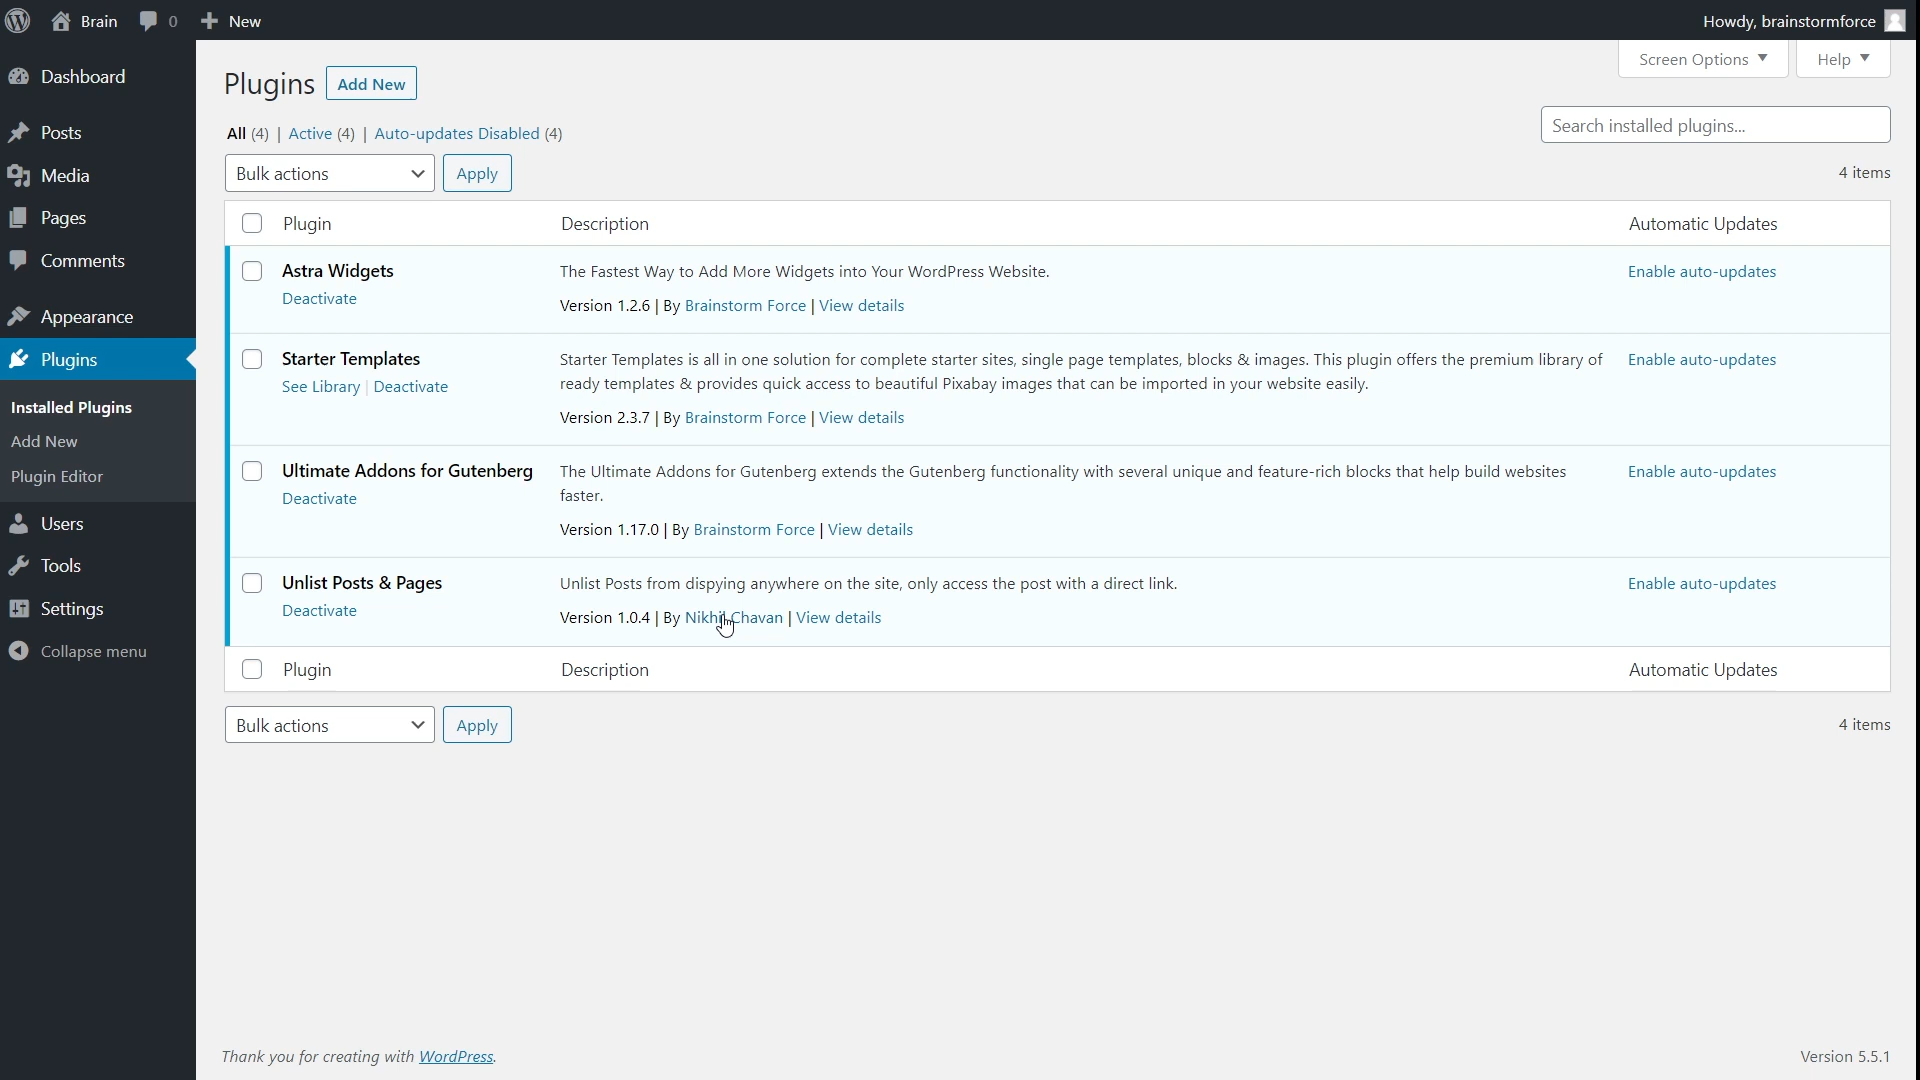 Brain 0 New Howdy, brainstormforce
Dashboard
Posts
Media
Pages
Comments
Appearance
Plugins
Installed Plugins
Add New
Plugin Editor
Users
Tools
Settings
Collapse menu
Screen Options Help
Plugins Add New
All (4) | Active (4) | Auto-updates Disabled (4)
Search installed plugins...
Bulk actions Apply 4 items
Plugin Description Automatic Updates
Astra Widgets The Fastest Way to Add More Widgets into Your WordPress Website. Enable auto-updates
Deactivate Version 1.2.6 | By Brainstorm Force | View details
Starter Templates Starter Templates is all in one solution for complete starter sites, single page templates, blocks & images. This plugin offers the premium library of Enable auto-updates
See Library | Deactivate ready templates & provides quick access to beautiful Pixabay images that can be imported in your website easily.
Version 2.3.7 | By Brainstorm Force | View details
Ultimate Addons for Gutenberg The Ultimate Addons for Gutenberg extends the Gutenberg functionality with several unique and feature-rich blocks that help build websites Enable auto-updates
Deactivate faster.
Version 1.17.0 | By Brainstorm Force | View details
Unlist Posts & Pages Unlist Posts from dispying anywhere on the site, only access the post with a direct link. Enable auto-updates
Deactivate Version 1.0.4 | By Nikhil Chavan | View details
Plugin Description Automatic Updates
Bulk actions Apply 4 items
Thank you for creating with WordPress. Version 5.5.1